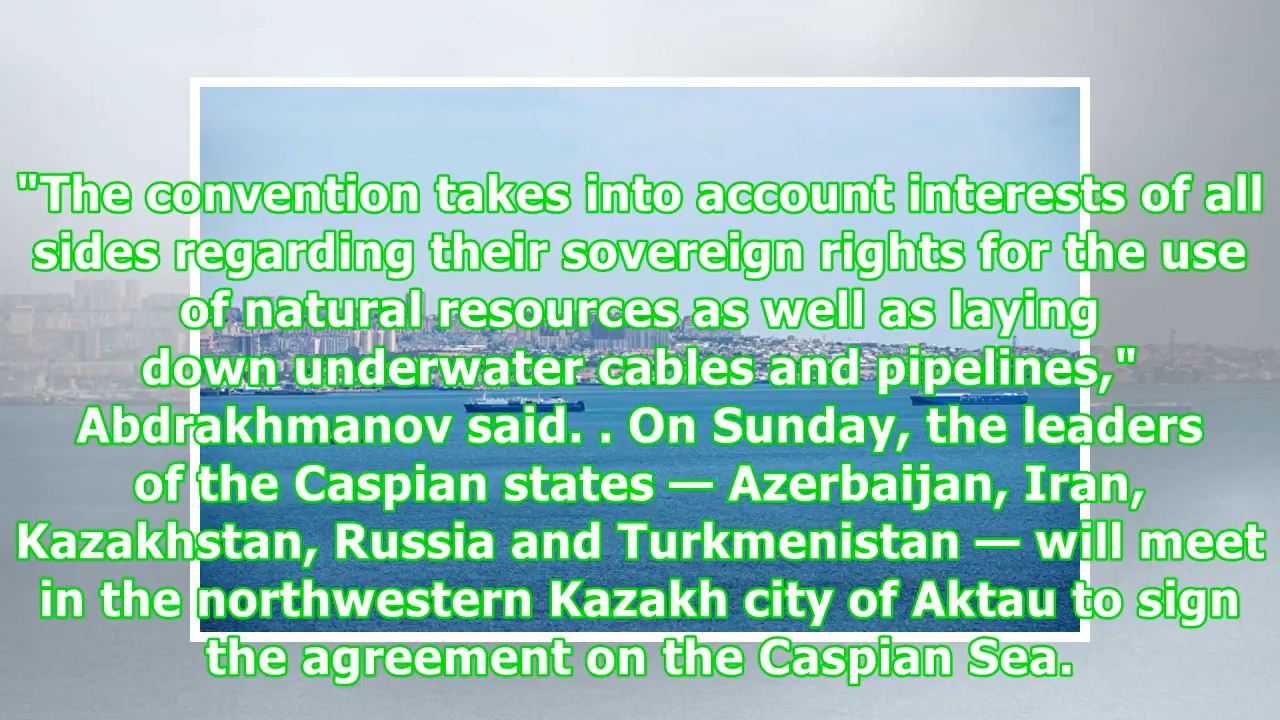 "The convention takes into account interests of all
sides regarding their sovereign rights for the use
of natural resources as well as laying
down underwater cables and pipelines,"
Abdrakhmanov said. . On Sunday, the leaders
of the Caspian states — Azerbaijan, Iran,
Kazakhstan, Russia and Turkmenistan — will meet
in the northwestern Kazakh city of Aktau to sign
the agreement on the Caspian Sea.